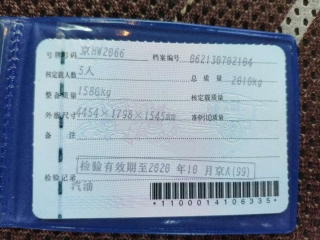 号牌号码 京HW2066 档案编号 062130702104
核定载人数 5人 总质量 2010kg
整备质量 1580kg 核定载质量
外廓尺寸 4454×1798×1545mm 准牵引总质量
备注
检验有效期至2020年10月京A(99)
检验记录
汽油
*1100014106335*